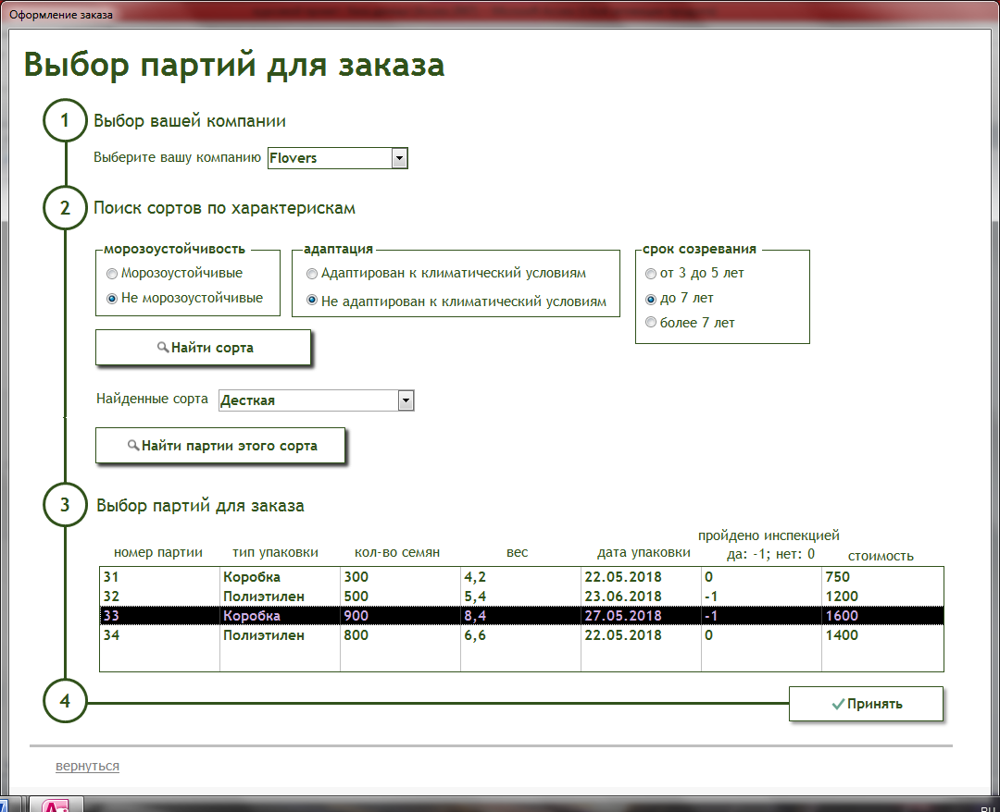 Оформление заказа
Выбор партий для заказа
1 Выбор вашей компании
Выберите вашу компанию Flovers
2 Поиск сортов по характерискам
морозоустойчивость адаптация срок созревания
Морозоустойчивые Адаптирован к климатический условиям от 3 до 5 лет
Не морозоустойчивые Не адаптирован к климатический условиям до 7 лет
более 7 лет
Найти сорта
Найденные сорта Десткая
Найти партии этого сорта
3 Выбор партий для заказа
пройдено инспекцией
номер партии тип упаковки кол-во семян вес дата упаковки да: -1; нет: 0 стоимость
31 Коробка 300 4,2 22.05.2018 0 750
32 Полиэтилен 500 5,4 23.06.2018 -1 1200
33 Коробка 900 8,4 27.05.2018 -1 1600
34 Полиэтилен 800 6,6 22.05.2018 0 1400
4 Принять
вернуться
RU